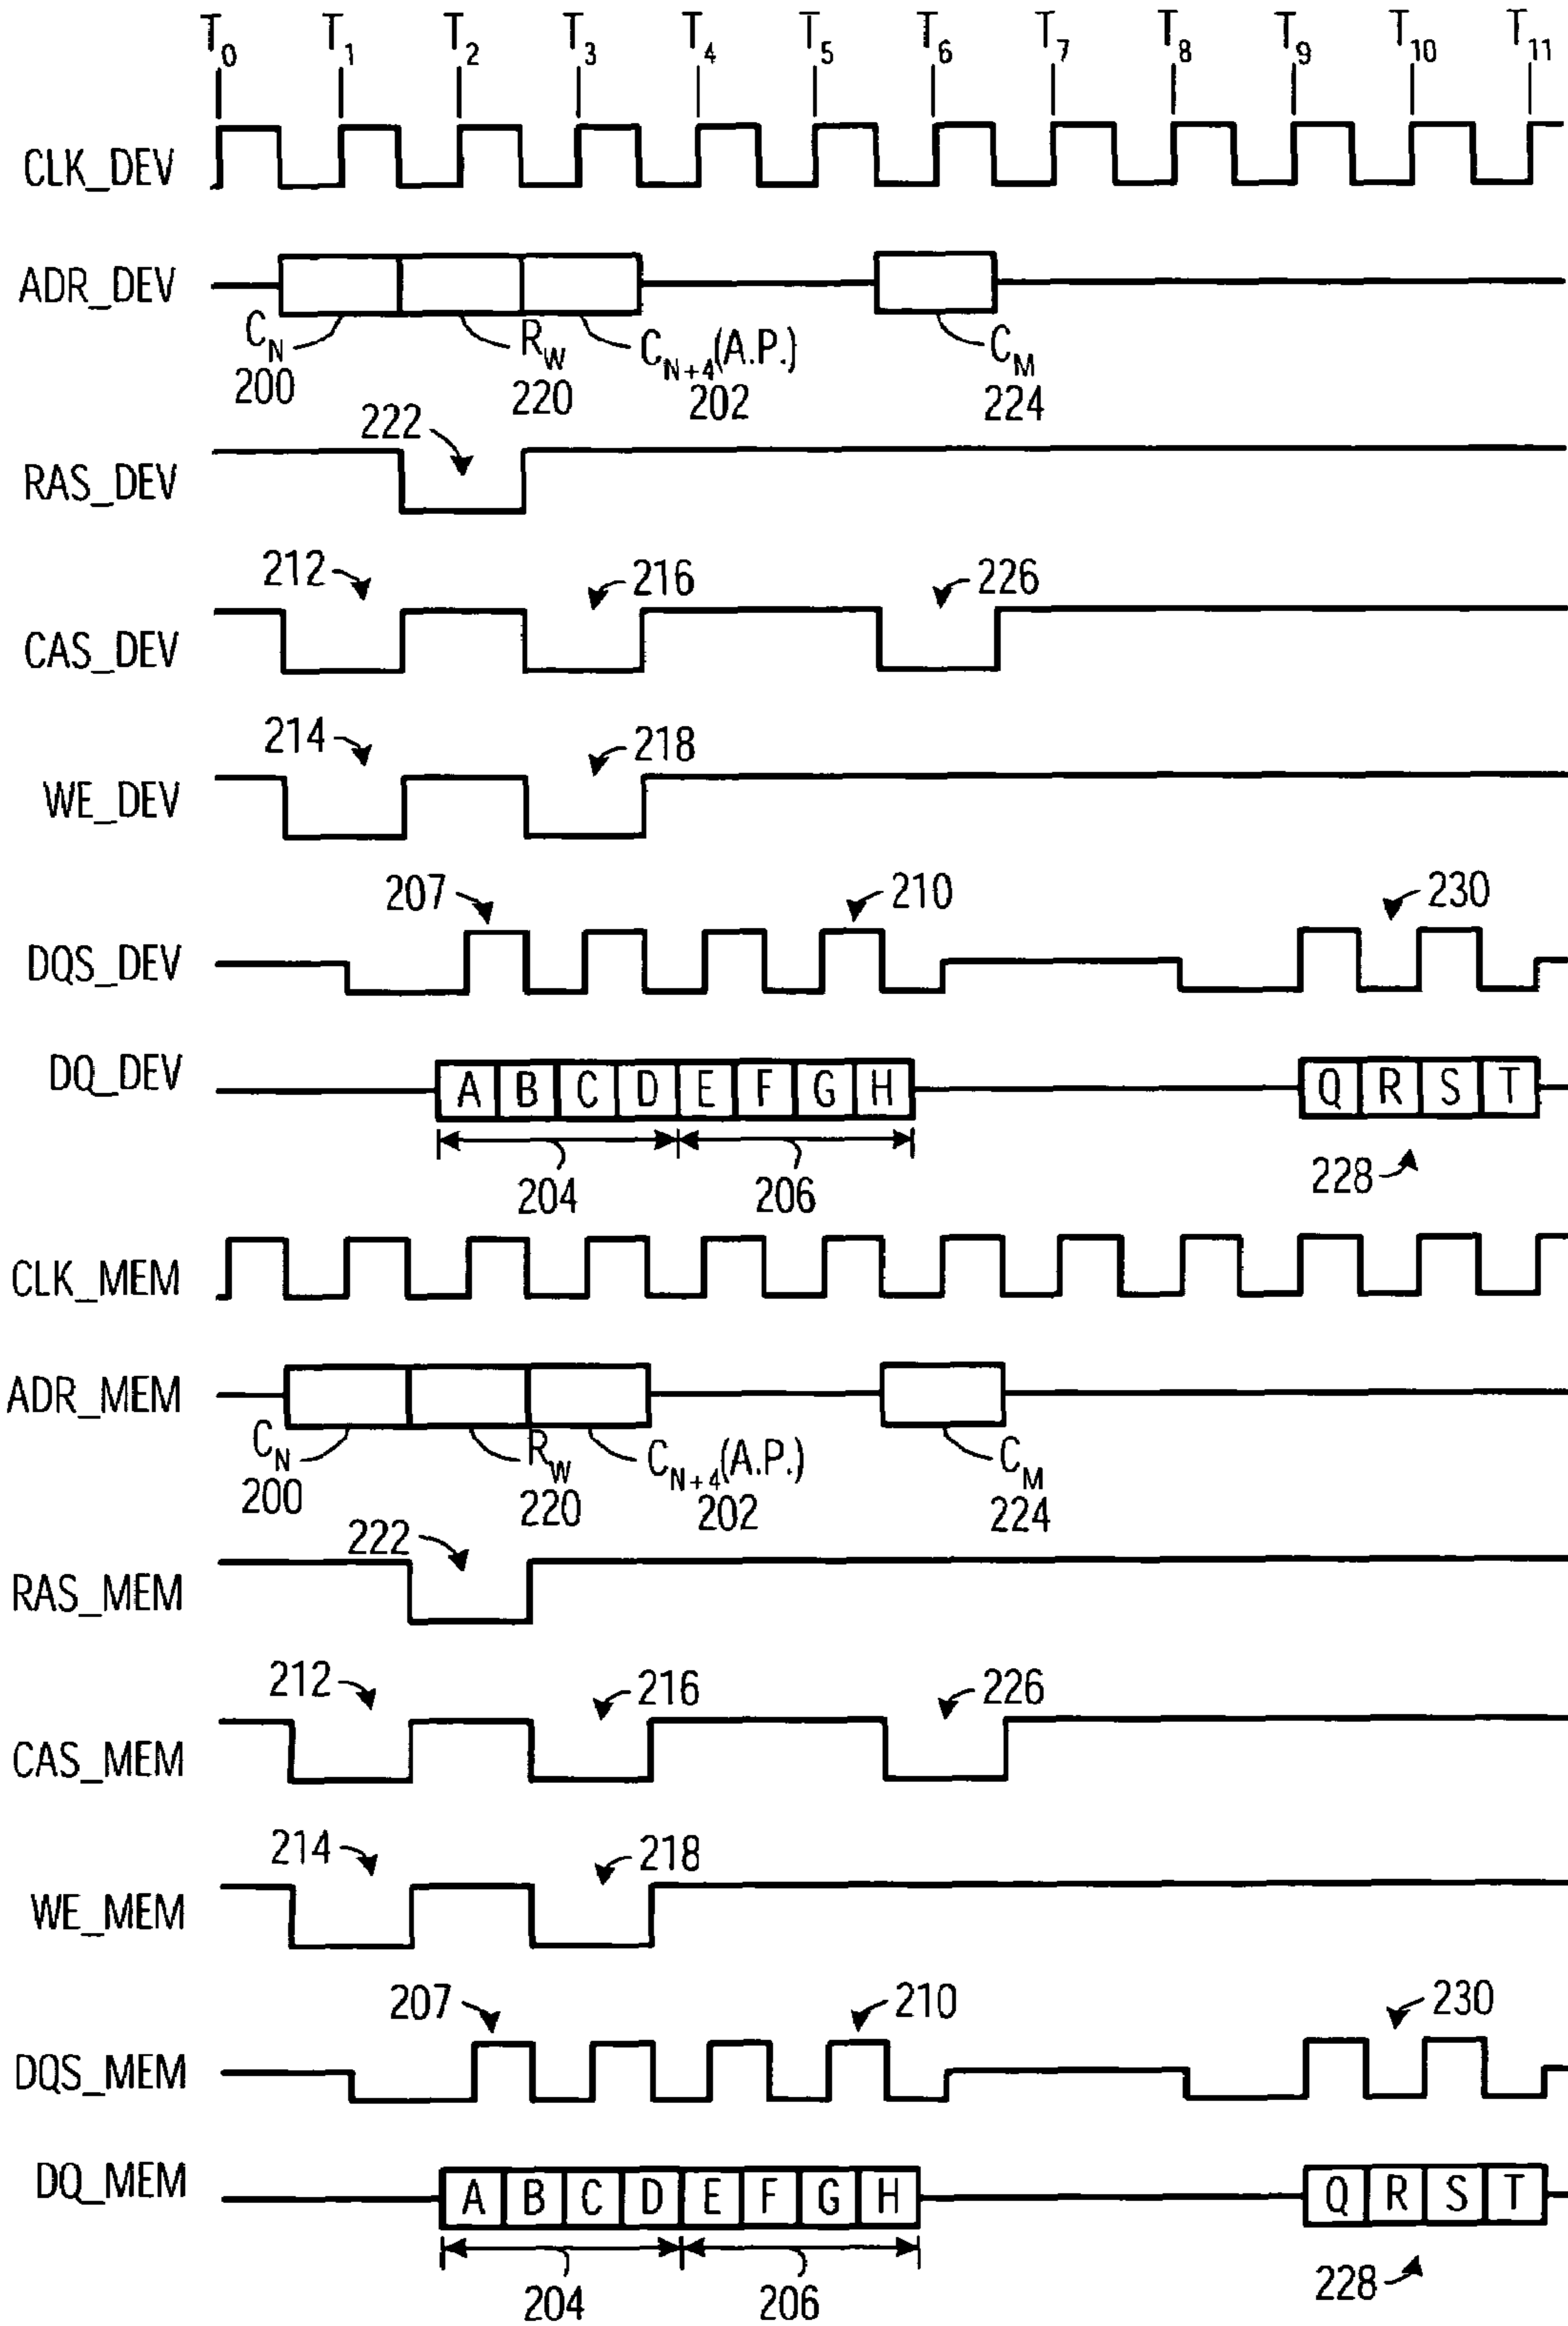 T0 T1 T2 T3 T4 T5 T6 T7 T8 T9 T10 T11
CLK_DEV
ADR_DEV
CN RW CN+4(A.P.) CM
200 220 202 224
222
RAS_DEV
212 216 226
CAS_DEV
214 218
WE_DEV
207 210 230
DQS_DEV
DQ_DEV A B C D E F G H Q R S T
204 206 228
CLK_MEM
ADR_MEM
CN RW CN+4(A.P.) CM
200 220 202 224
222
RAS_MEM
212 216 226
CAS_MEM
214 218
WE_MEM
207 210 230
DQS_MEM
DQ_MEM A B C D E F G H Q R S T
204 206 228